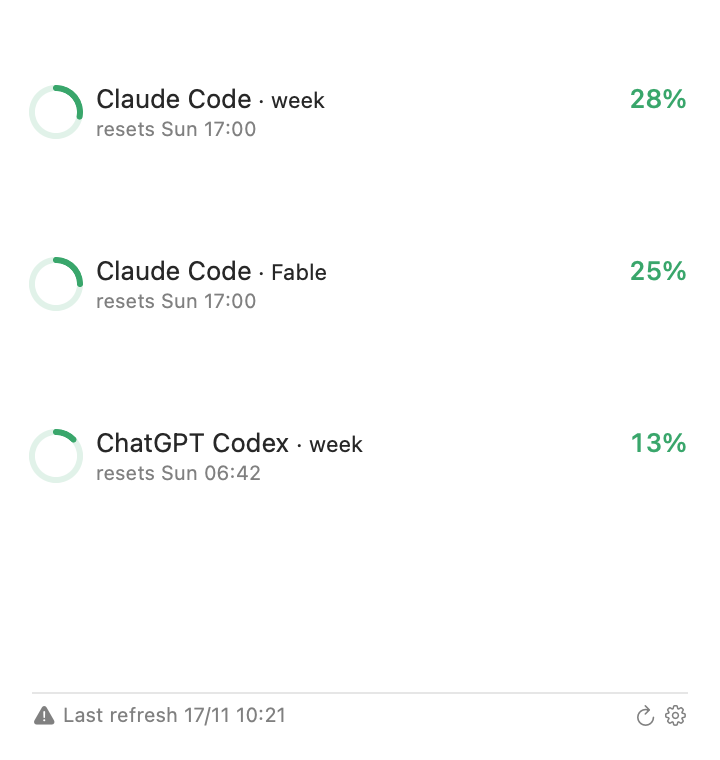 Claude Code · week
28%
resets Sun 17:00
Claude Code · Fable
25%
resets Sun 17:00
ChatGPT Codex · week
13%
resets Sun 06:42
Last refresh 17/11 10:21